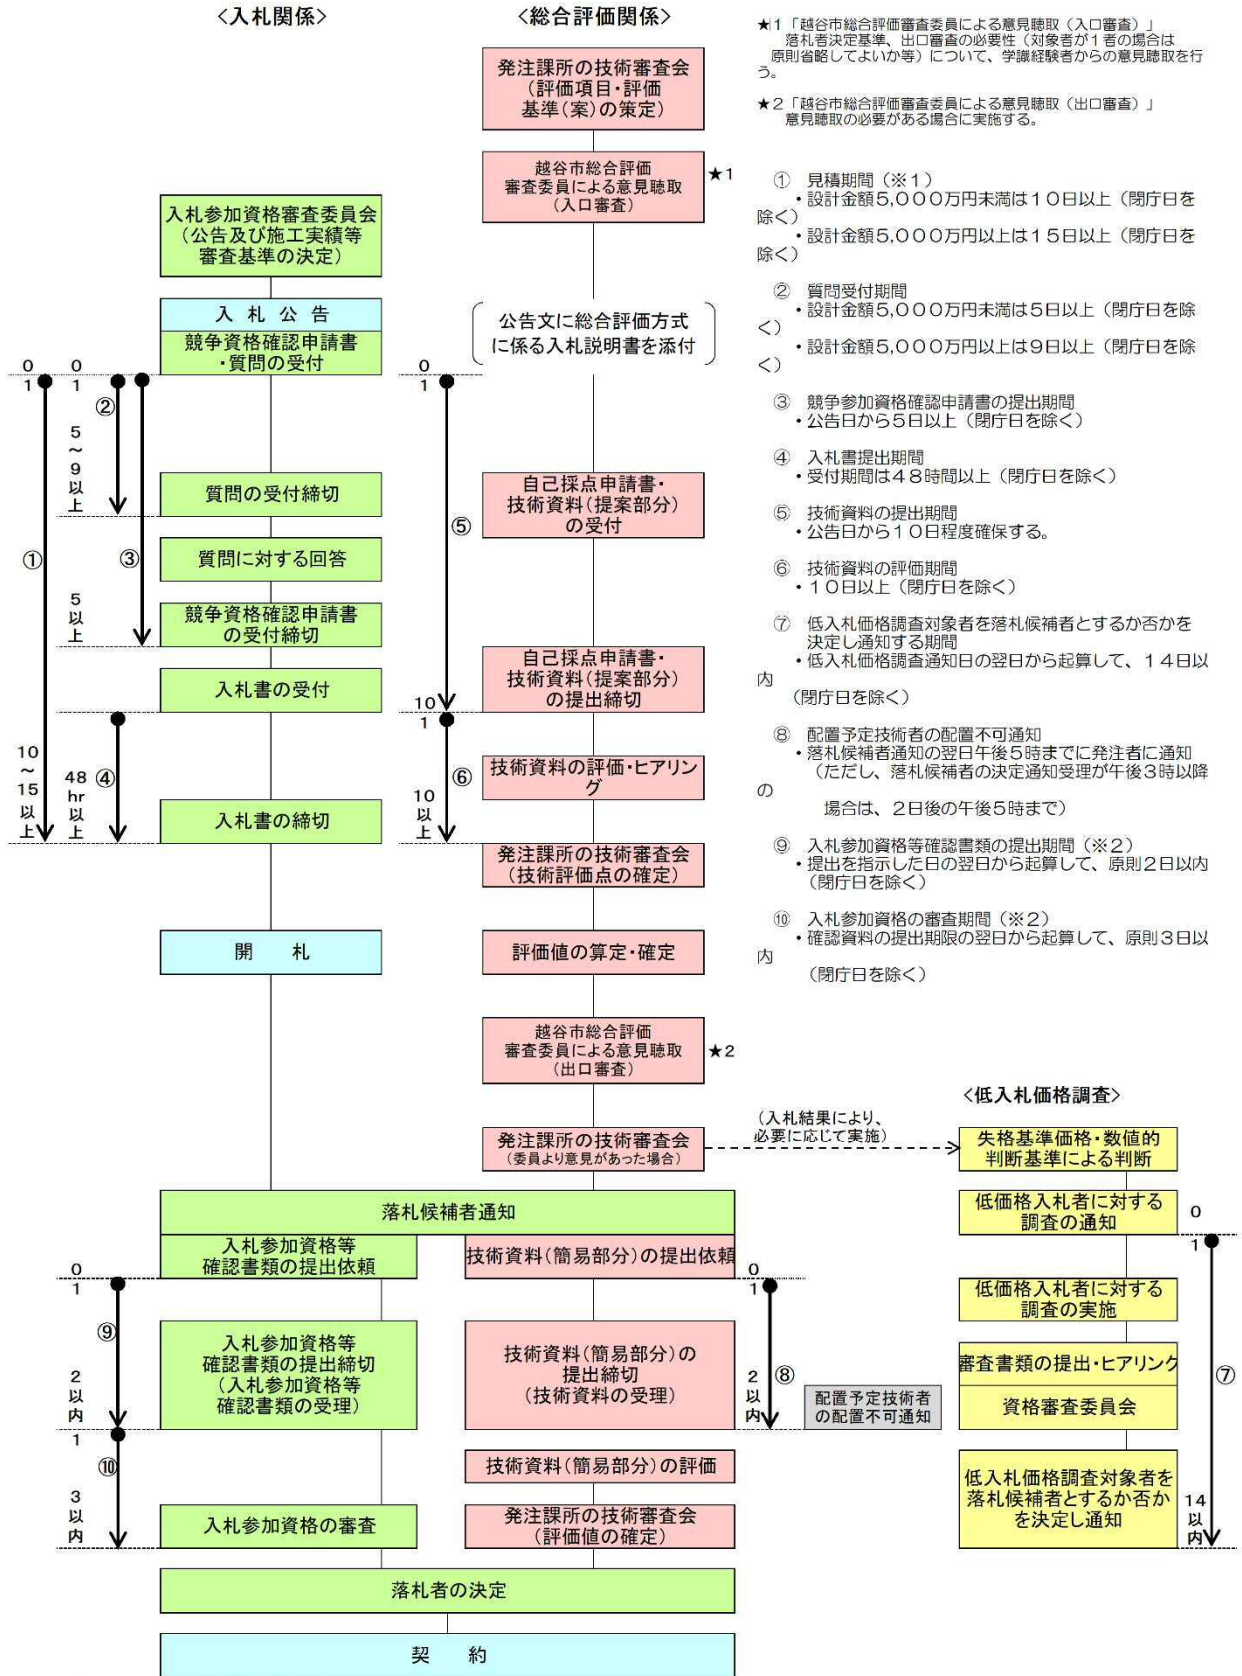 <入札関係>
<総合評価関係>
発注課所の技術審査会
(評価項目・評価
基準(案)の策定)
越谷市総合評価
審査委員による意見聴取
(入口審査)
★1
入札参加資格審査委員会
(公告及び施工実績等
審査基準の決定)
入 札 公 告
競争資格確認申請書
・質問の受付
公告文に総合評価方式
に係る入札説明書を添付
0
1
0
1
0
1
②
5
~
9
以
上
質問の受付締切
自己採点申請書・
技術資料(提案部分)
の受付
⑤
①
③
質問に対する回答
5
以
上
競争資格確認申請書
の受付締切
自己採点申請書・
技術資料(提案部分)
の提出締切
入札書の受付
10
1
10
~
15
以
上
48
hr
以
上
④
⑥
10
以
上
技術資料の評価・ヒアリン
グ
入札書の締切
発注課所の技術審査会
(技術評価点の確定)
開 札
評価値の算定・確定
越谷市総合評価
審査委員による意見聴取
(出口審査)
★2
発注課所の技術審査会
(委員より意見があった場合)
(入札結果により、
必要に応じて実施)
<低入札価格調査>
失格基準価格・数値的
判断基準による判断
落札候補者通知
低価格入札者に対する
調査の通知
0
1
入札参加資格等
確認書類の提出依頼
技術資料(簡易部分)の提出依頼
0
1
0
1
低価格入札者に対する
調査の実施
⑨
2
以
内
入札参加資格等
確認書類の提出締切
(入札参加資格等
確認書類の受理)
技術資料(簡易部分)の
提出締切
(技術資料の受理)
⑧
2
以
内
配置予定技術者
の配置不可通知
審査書類の提出・ヒアリング
資格審査委員会
⑦
1
⑩
3
以
内
技術資料(簡易部分)の評価
入札参加資格の審査
発注課所の技術審査会
(評価値の確定)
低入札価格調査対象者を
落札候補者とするか否か
を決定し通知
14
以
内
落札者の決定
契 約
★1「越谷市総合評価審査委員による意見聴取(入口審査)」
落札者決定基準、出口審査の必要性(対象者が1者の場合は
原則省略してよいか等)について、学識経験者からの意見聴取を行
う。
★2「越谷市総合評価審査委員による意見聴取(出口審査)」
意見聴取の必要がある場合に実施する。
① 見積期間(※1)
・設計金額5,000万円未満は10日以上(閉庁日を
除く)
・設計金額5,000万円以上は15日以上(閉庁日を
除く)
② 質問受付期間
・設計金額5,000万円未満は5日以上(閉庁日を除
く)
・設計金額5,000万円以上は9日以上(閉庁日を除
く)
③ 競争参加資格確認申請書の提出期間
・公告日から5日以上(閉庁日を除く)
④ 入札書提出期間
・受付期間は48時間以上(閉庁日を除く)
⑤ 技術資料の提出期間
・公告日から10日程度確保する。
⑥ 技術資料の評価期間
・10日以上(閉庁日を除く)
⑦ 低入札価格調査対象者を落札候補者とするか否かを
決定し通知する期間
・低入札価格調査通知日の翌日から起算して、14日以
内
(閉庁日を除く)
⑧ 配置予定技術者の配置不可通知
・落札候補者通知の翌日午後5時までに発注者に通知
(ただし、落札候補者の決定通知受理が午後3時以降
の
場合は、2日後の午後5時まで)
⑨ 入札参加資格等確認書類の提出期間(※2)
・提出を指示した日の翌日から起算して、原則2日以内
(閉庁日を除く)
⑩ 入札参加資格の審査期間(※2)
・確認資料の提出期限の翌日から起算して、原則3日以
内
(閉庁日を除く)